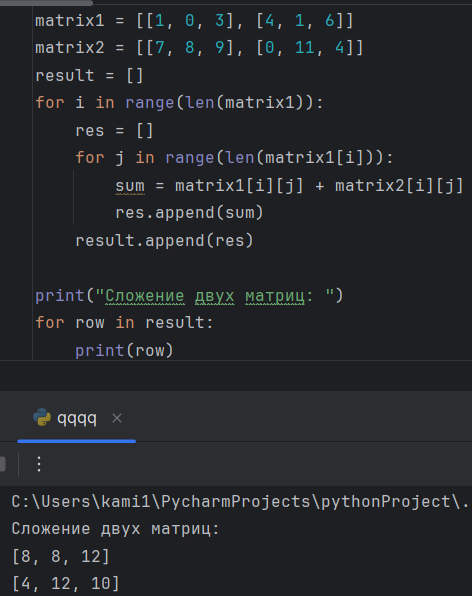 matrix1 = [[1, 0, 3], [4, 1, 6]]
matrix2 = [[7, 8, 9], [0, 11, 4]]
result = []
for i in range(len(matrix1)):
    res = []
    for j in range(len(matrix1[i])):
        sum = matrix1[i][j] + matrix2[i][j]
        res.append(sum)
    result.append(res)

print("Сложение двух матриц: ")
for row in result:
    print(row)
qqqq
C:\Users\kami1\PycharmProjects\pythonProject\.
Сложение двух матриц:
[8, 8, 12]
[4, 12, 10]